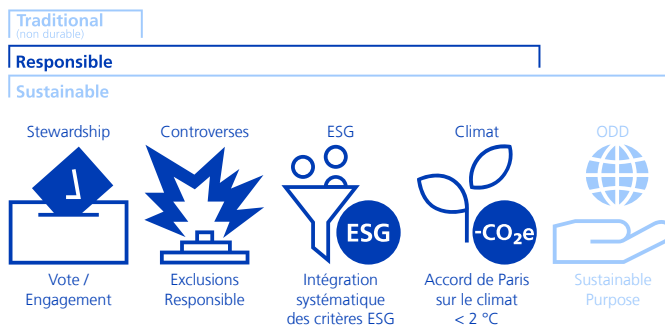 Traditional
(non durable)
Responsible
Sustainable
Stewardship
Controverses
ESG
Climat
ODD
ESG
-CO₂e
Vote /
Engagement
Exclusions
Responsible
Intégration
systématique
des critères ESG
Accord de Paris
sur le climat
< 2 °C
Sustainable
Purpose